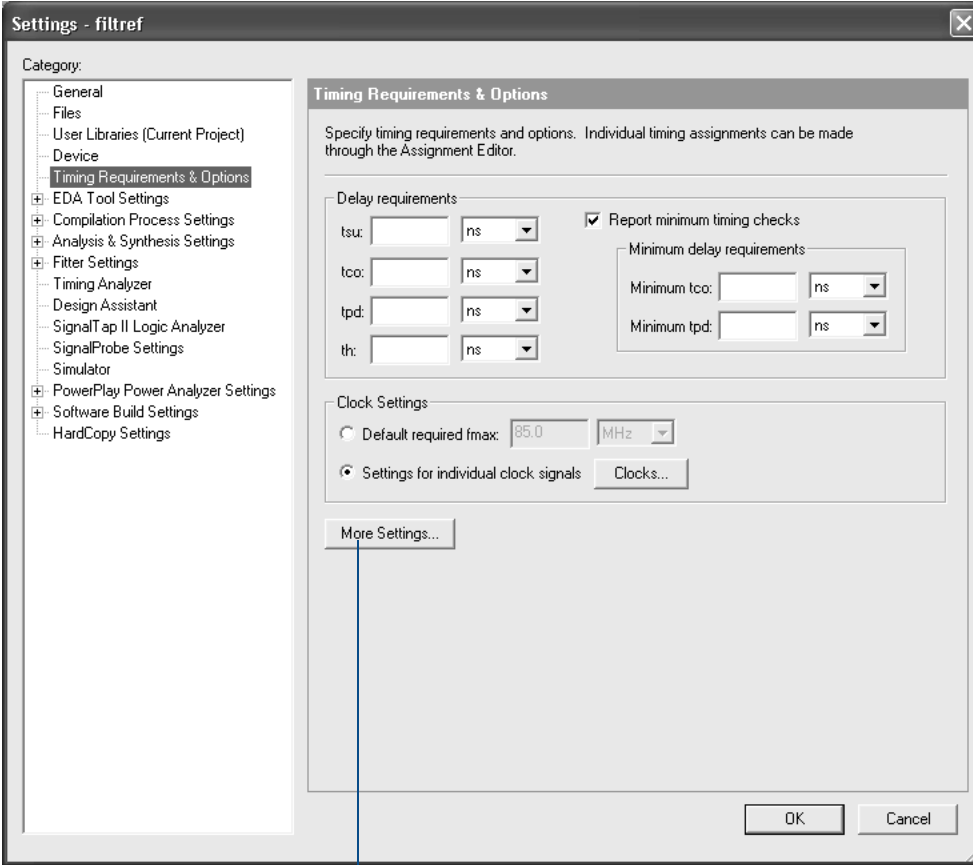 Settings - filtref
Category:
General
Files
User Libraries (Current Project)
Device
Timing Requirements & Options
EDA Tool Settings
Compilation Process Settings
Analysis & Synthesis Settings
Fitter Settings
Timing Analyzer
Design Assistant
SignalTap II Logic Analyzer
SignalProbe Settings
Simulator
PowerPlay Power Analyzer Settings
Software Build Settings
HardCopy Settings
Timing Requirements & Options
Specify timing requirements and options. Individual timing assignments can be made
through the Assignment Editor.
Delay requirements
tsu: ns
tco: ns
tpd: ns
th: ns
Report minimum timing checks
Minimum delay requirements
Minimum tco: ns
Minimum tpd: ns
Clock Settings
Default required fmax: 85.0 MHz
Settings for individual clock signals Clocks...
More Settings...
OK Cancel